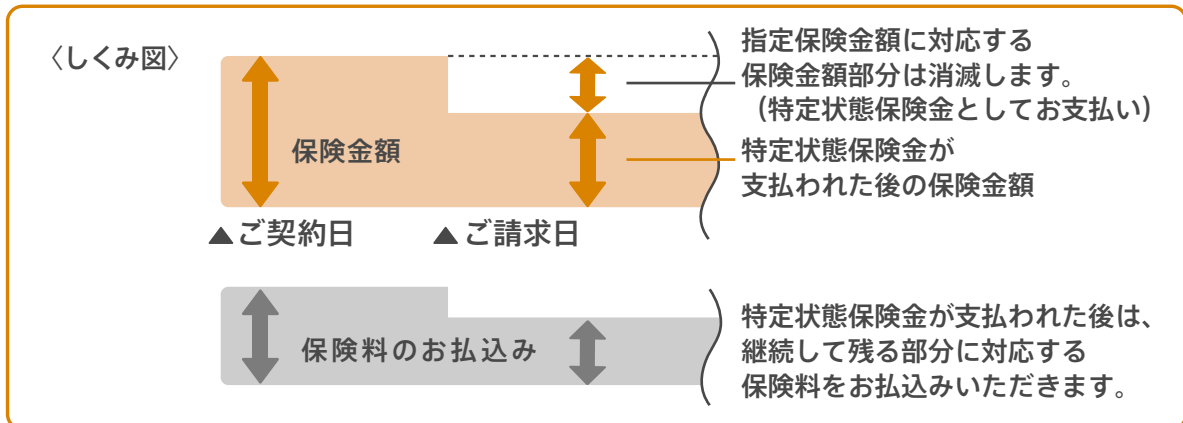 〈しくみ図〉
指定保険金額に対応する
保険金額部分は消滅します。
（特定状態保険金としてお支払い）
保険金額
特定状態保険金が
支払われた後の保険金額
▲ご契約日
▲ご請求日
保険料のお払込み
特定状態保険金が支払われた後は、
継続して残る部分に対応する
保険料をお払込みいただきます。